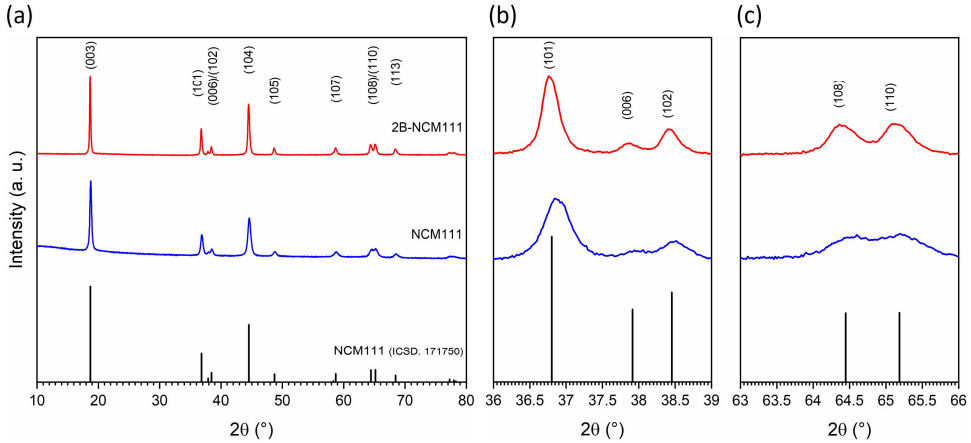 (a)
(003)
(101)
(006)/(102)
(104)
(105)
(107)
(108)/(110)
(113)
2B-NCM111
NCM111
NCM111 (ICSD. 171750)
Intensity (a. u.)
10 20 30 40 50 60 70 80
2θ (°)
(b)
(101)
(006)
(102)
36 36.5 37 37.5 38 38.5 39
2θ (°)
(c)
(108)
(110)
63 63.5 64 64.5 65 65.5 66
2θ (°)